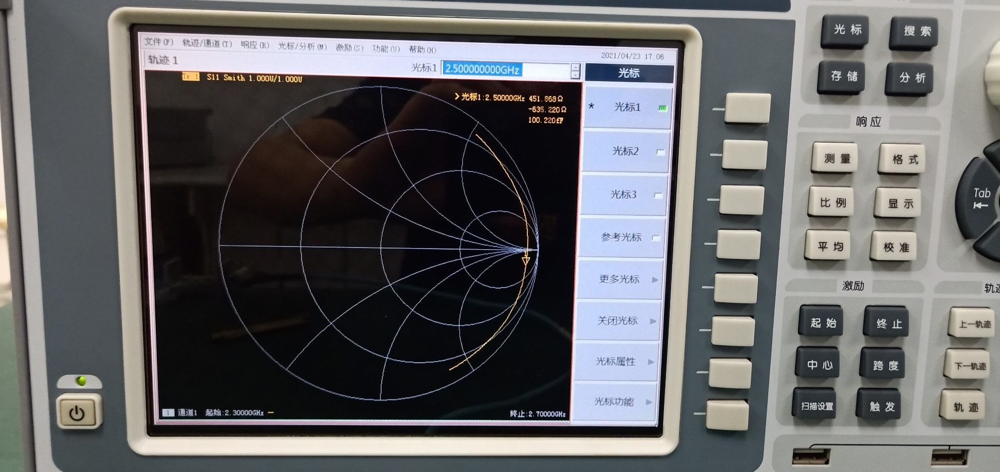 文件(F) 轨迹/通道(T) 响应(R) 光标/分析(M) 激励(S) 功能(U) 帮助(H)
2021/04/23 17:06
轨迹 1
光标1 2.500000000GHz
光标
Tr 1 S11 Smith 1.000U/1.000U
>光标1:2.50000GHz 451.868Ω
-635.220Ω
100.220fF
* 光标1
光标2
光标3
参考光标
更多光标
关闭光标
光标属性
光标功能
1 通道1 起始:2.30000GHz
终止:2.70000GHz
光标 搜索
存储 分析
响应
测量 格式
比例 显示
平均 校准
Tab
激励
起始 终止
中心 跨度
扫描设置 触发
上一轨迹
下一轨迹
轨迹